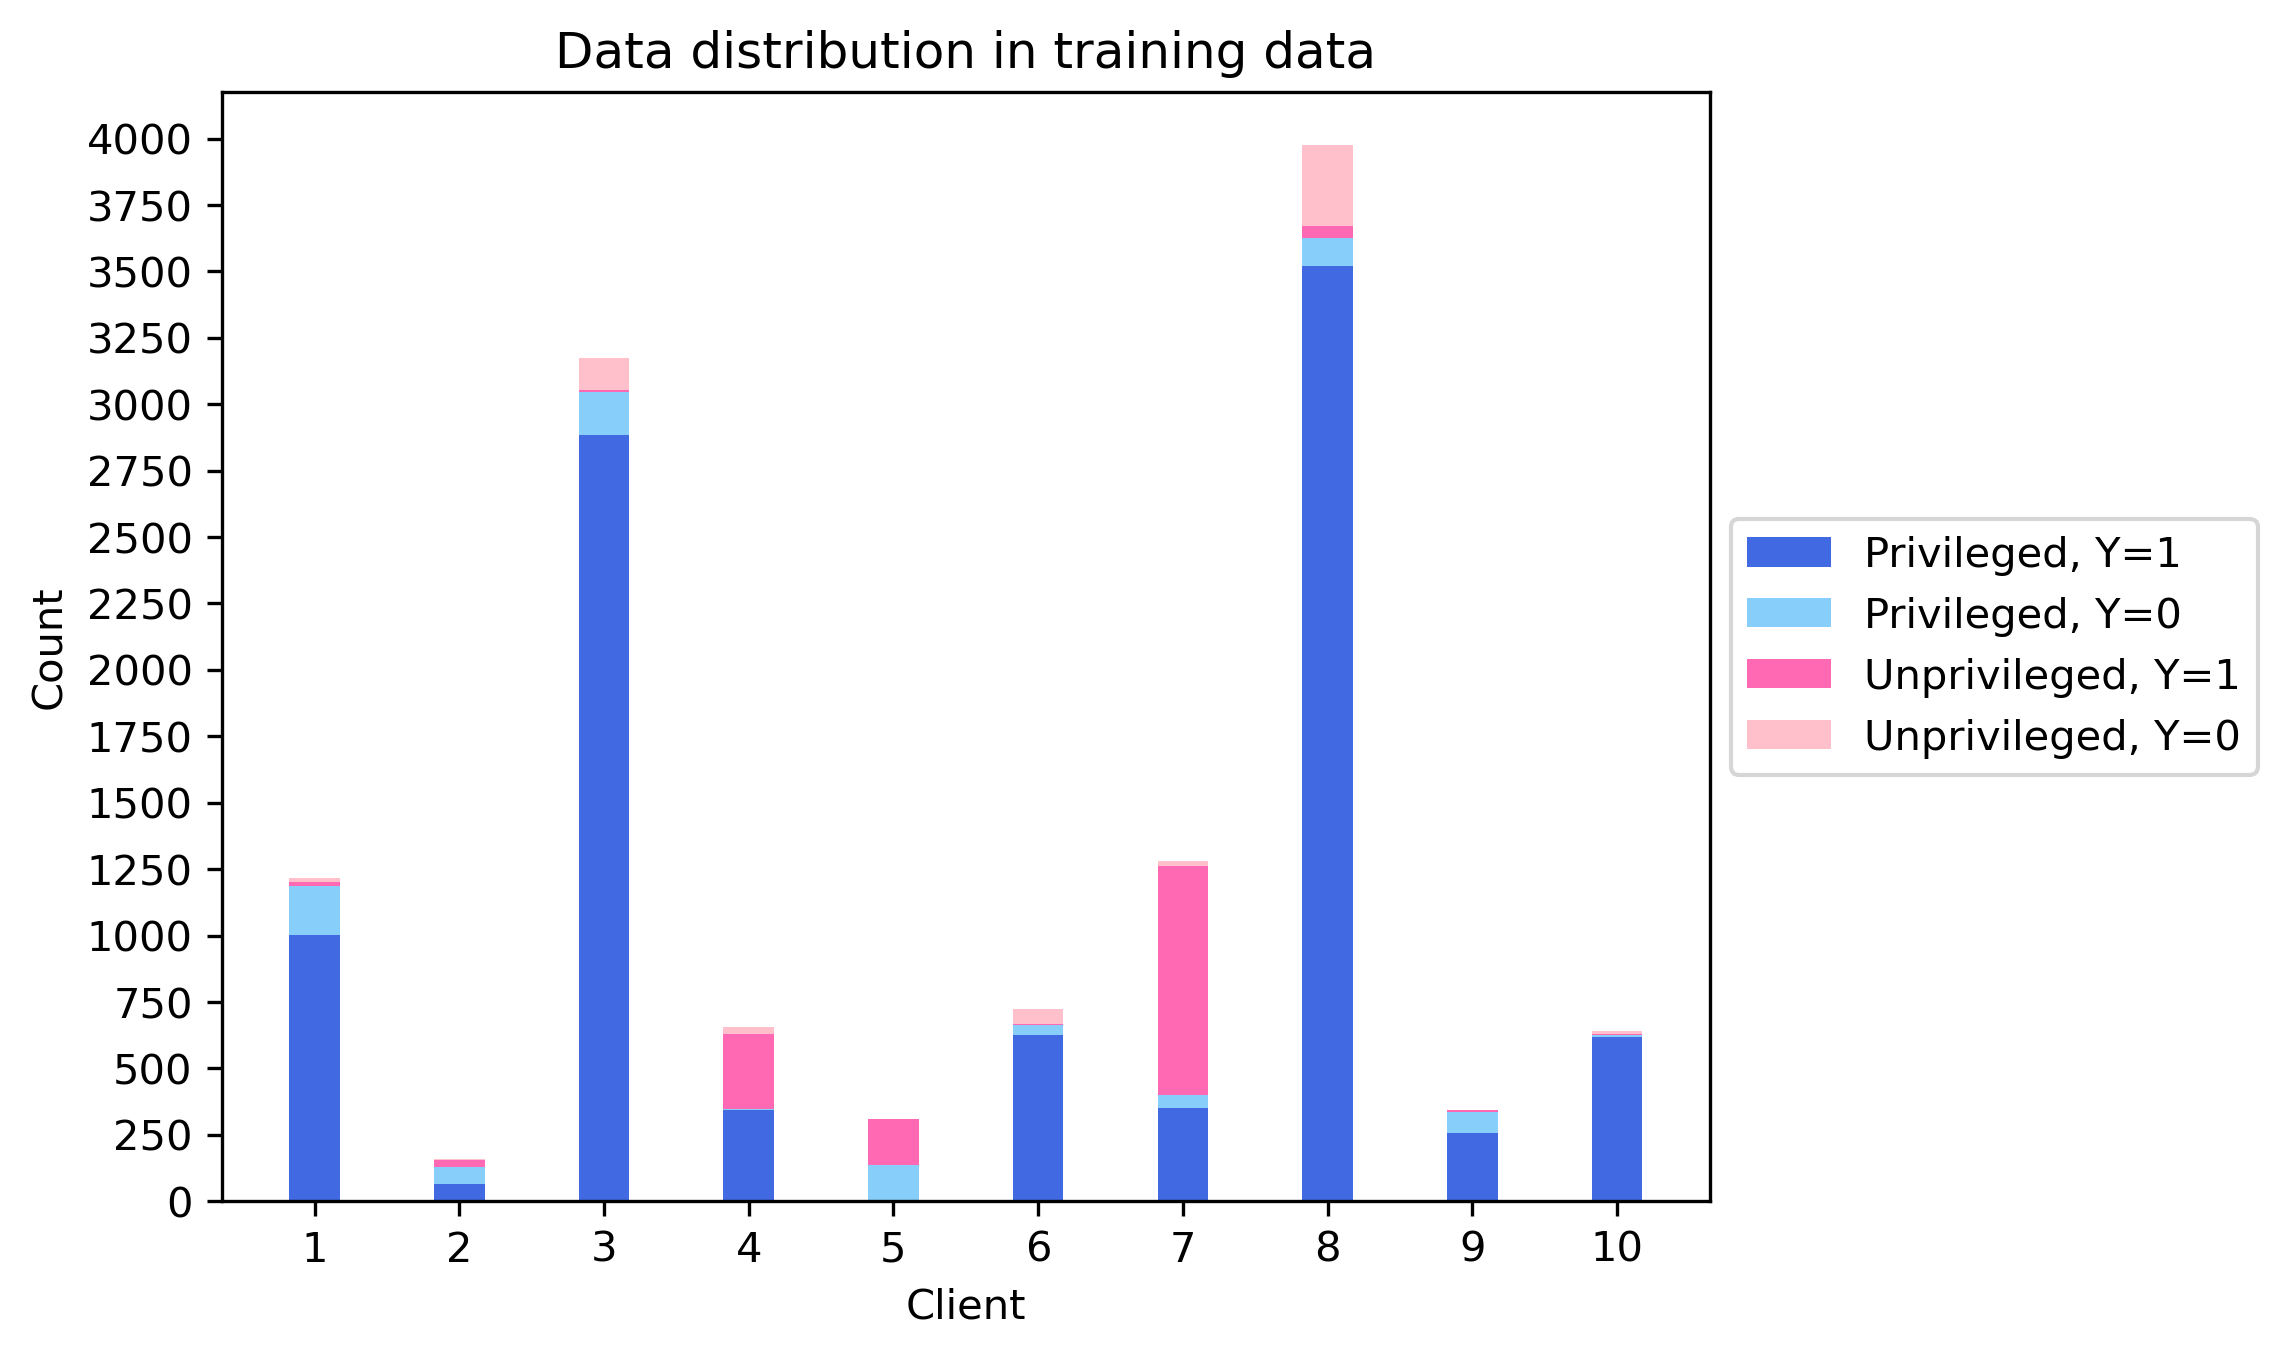 Data distribution in training data
4000
3750
3500
3250
3000
2750
2500
2250
2000
1750
1500
1250
1000
750
500
250
0
Count
1 2 3 4 5 6 7 8 9 10
Client
Privileged, Y=1
Privileged, Y=0
Unprivileged, Y=1
Unprivileged, Y=0